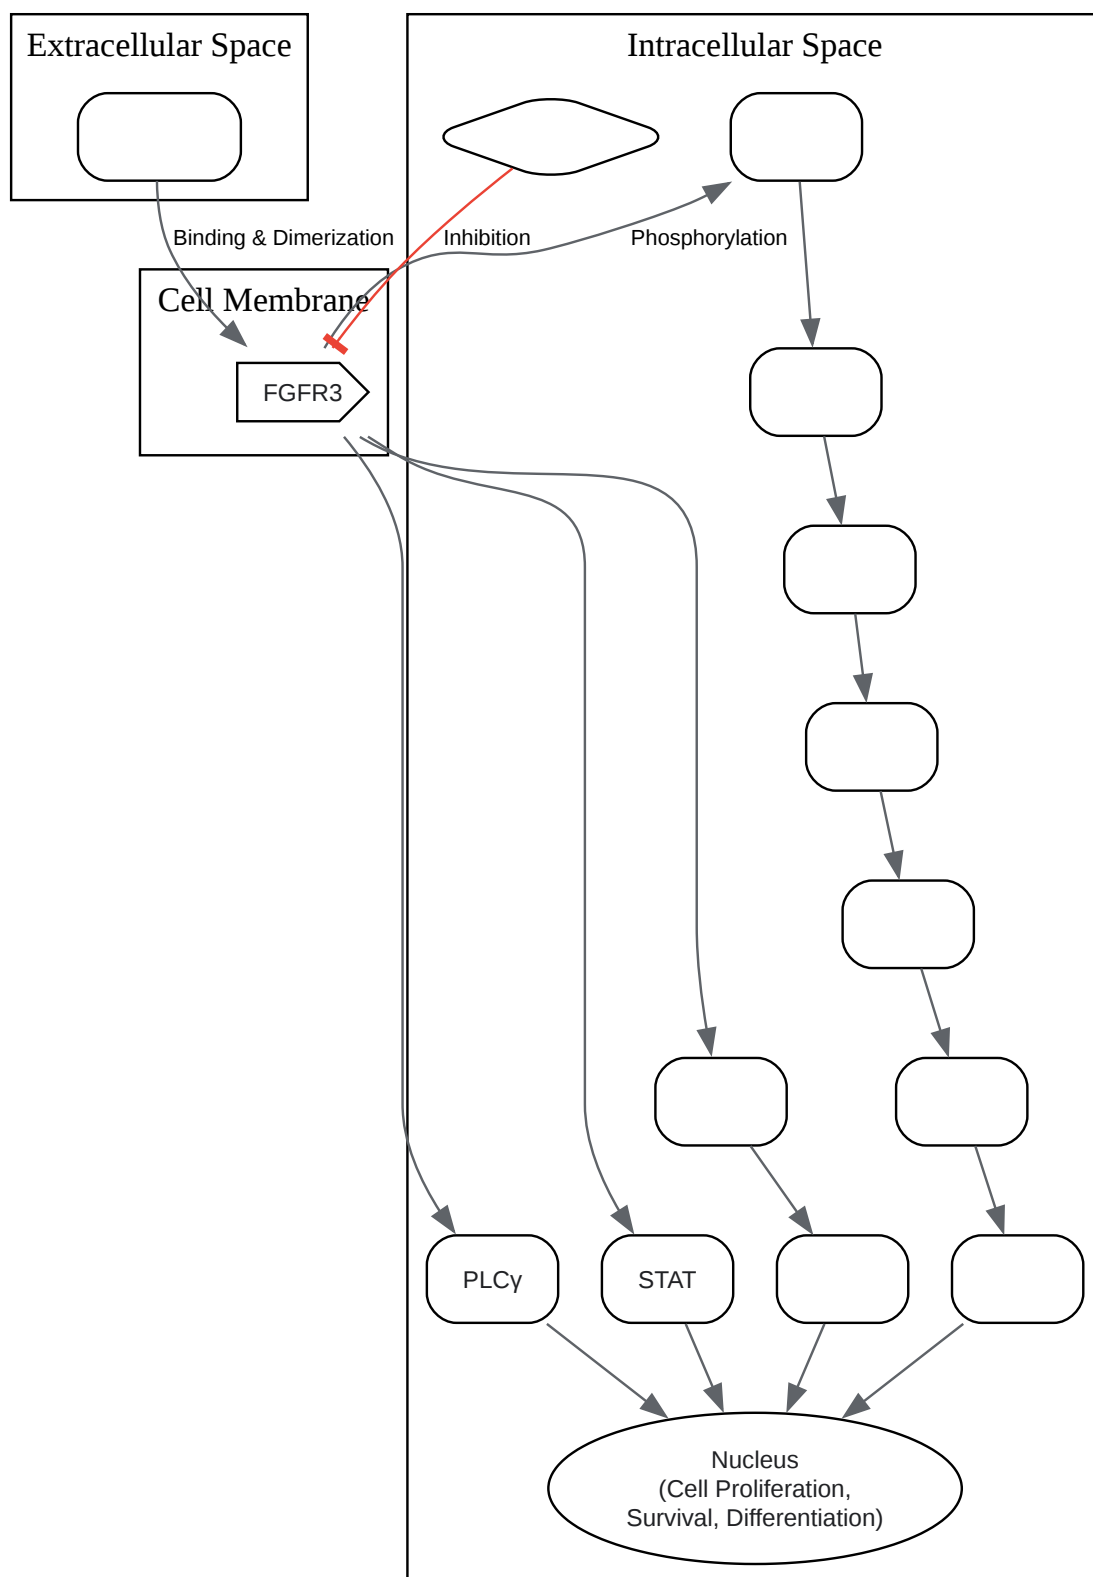 Extracellular Space
Intracellular Space
Binding & Dimerization
Inhibition
Phosphorylation
Cell Membrane
FGFR3
PLCγ
STAT
Nucleus
(Cell Proliferation,
Survival, Differentiation)